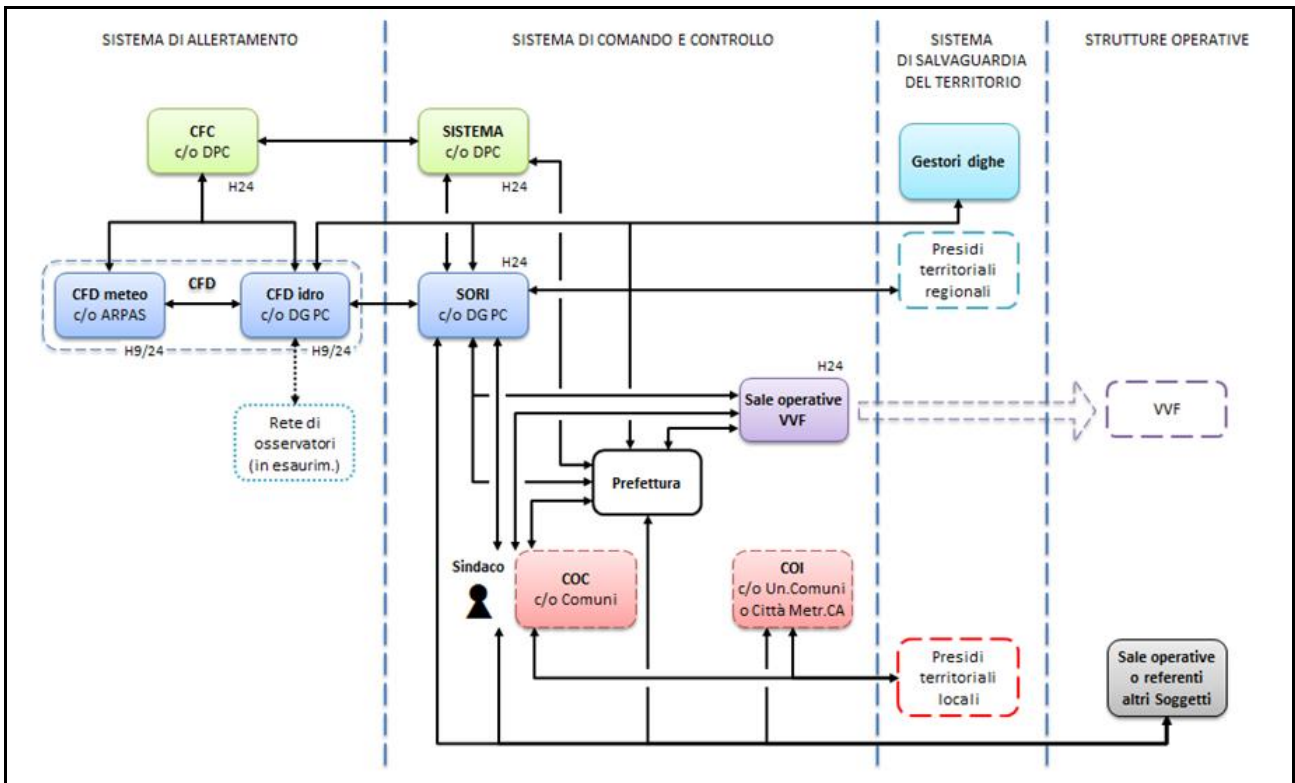 SISTEMA DI ALLERTAMENTO
SISTEMA DI COMANDO E CONTROLLO
SISTEMA
DI SALVAGUARDIA
DEL TERRITORIO
STRUTTURE OPERATIVE
CFC
c/o DPC
H24
SISTEMA
c/o DPC
H24
Gestori dighe
CFD meteo
c/o ARPAS
H9/24
CFD
CFD idro
c/o DG PC
H9/24
H24
SORI
c/o DG PC
Presidi
territoriali
regionali
Rete di
osservatori
(in esaurim.)
H24
Sale operative
VVF
VVF
Prefettura
Sindaco
COC
c/o Comuni
COI
c/o Un.Comuni
o Città Metr.CA
Presidi
territoriali
locali
Sale operative
o referenti
altri Soggetti